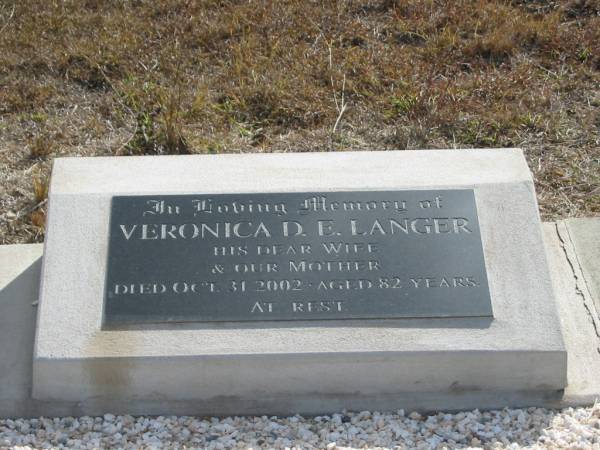 In Loving Memory of
VERONICA D. E. LANGER
HIS DEAR WIFE
& OUR MOTHER
DIED OCT. 31 2002 · AGED 82 YEARS.
AT REST.